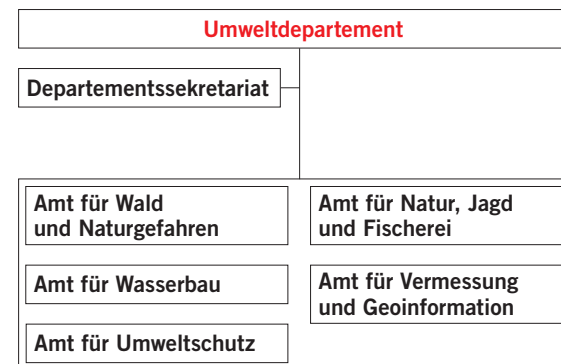 Umweltdepartement
Departementssekretariat
Amt für Wald
und Naturgefahren
Amt für Natur, Jagd
und Fischerei
Amt für Wasserbau
Amt für Vermessung
und Geoinformation
Amt für Umweltschutz